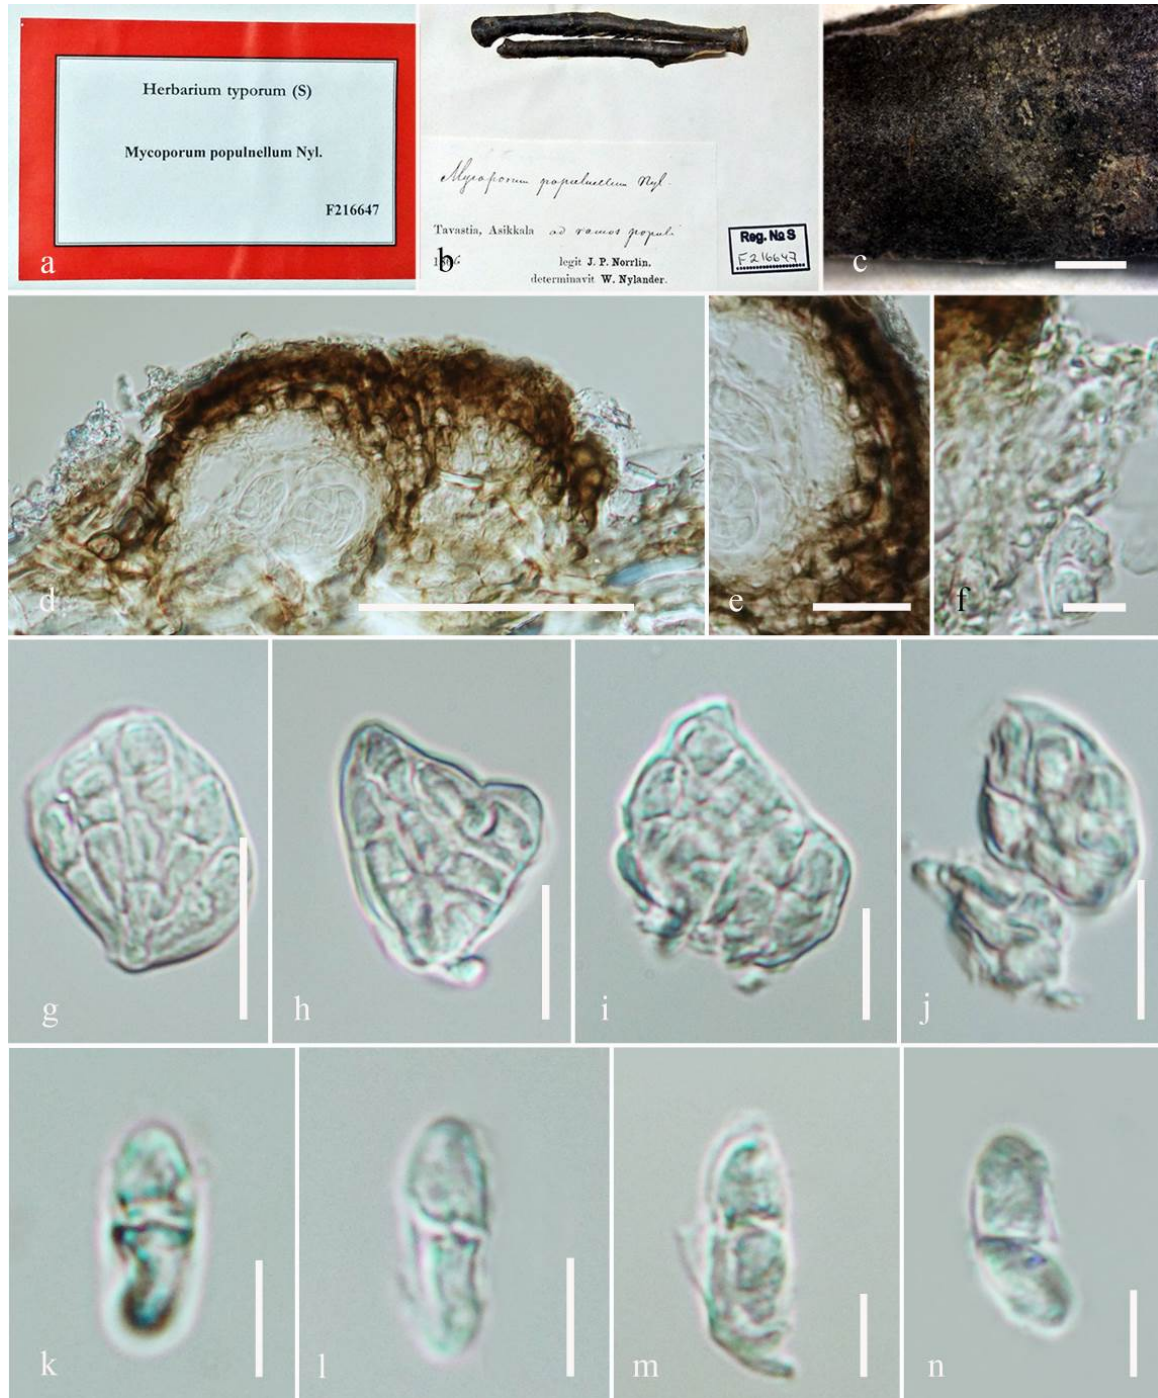 Herbarium typorum (S)
Mycoporum populnellum Nyl.
F216647
a
Mycoporum populnellum Nyl.
Tavastia, Asikkala ad ramos popul.
b
legit J. P. Norrlin.
determinavit W. Nylander.
Reg. No S
F216647
c
d
e
f
g
h
i
j
k
l
m
n